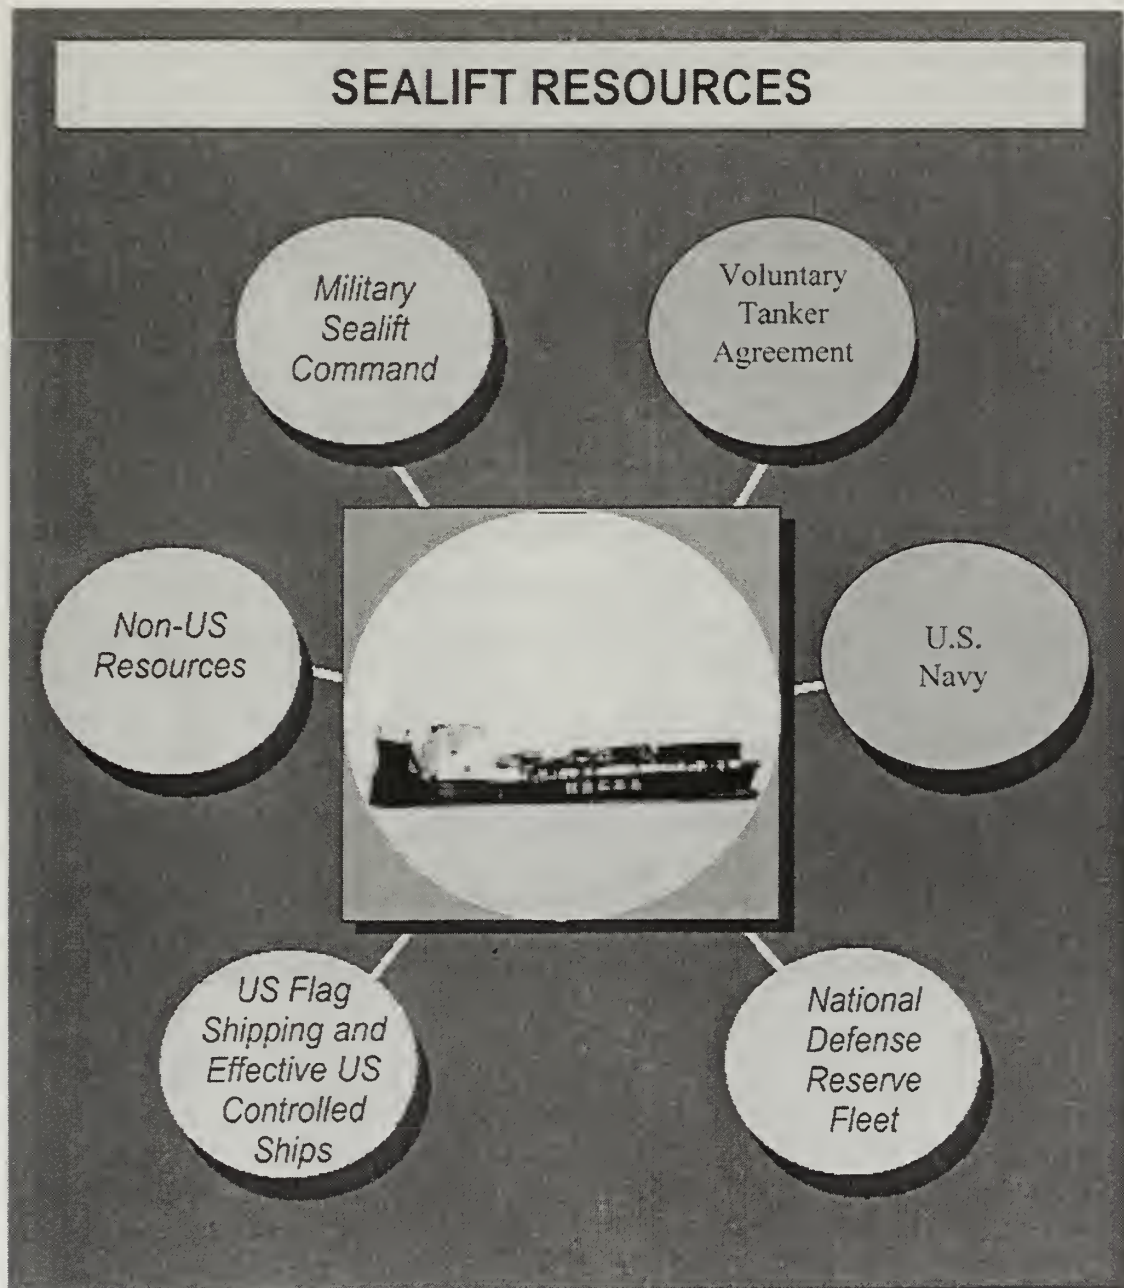 SEALIFT RESOURCES
Military
Sealift
Command
Voluntary
Tanker
Agreement
Non-US
Resources
U.S.
Navy
US Flag
Shipping and
Effective US
Controlled
Ships
National
Defense
Reserve
Fleet